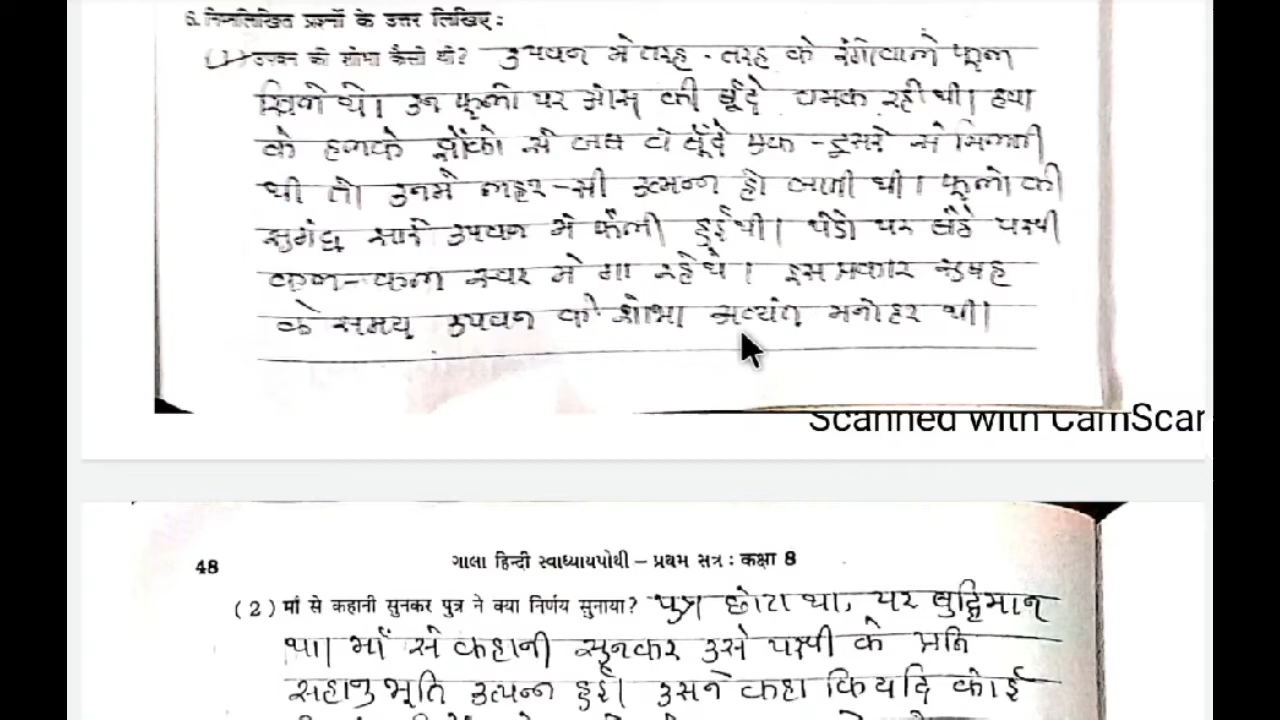 6. निम्नलिखित प्रश्नों के उत्तर लिखिए :
(1) उपवन की शोभा कैसी थी? उपवन मे तरह - तरह के रंगोवाले फूल
खिले थे। उन फूलो पर ओस की बूँदे चमक रही थी। हवा
के हलके झोंको से जब वे बूँदे एक - दूसरे से मिलती
थी तो उनमे लहर - सी उत्पन्न हो जाती थी। फूलो की
सुगंध सारे उपवन मे फैली हुई थी। पेडो पर बैठे पक्षी
कल - कल स्वर मे गा रहे थे। इस प्रकार सुबह
के समय उपवन की शोभा अत्यंत मनोहर थी।
Scanned with CamScan
48 गाला हिन्दी स्वाध्यायपोथी – प्रथम सत्र : कक्षा 8
(2) मां से कहानी सुनकर पुत्र ने क्या निर्णय सुनाया? पुत्र छोटा था, पर बुद्धिमान
था। माँ से कहानी सूनकर उसे पक्षी के प्रति
सहानुभूति उत्पन्न हुई। उसने कहा कि यदि कोई